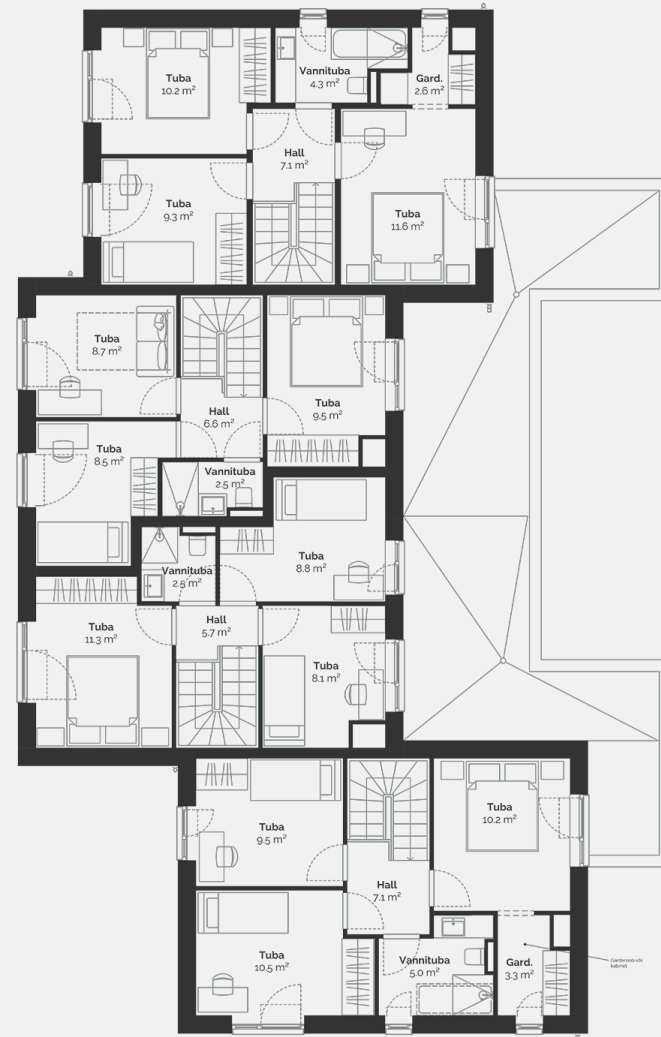 Tuba
10.2 m²
Vannituba
4.3 m²
Gard.
2.6 m²
Hall
7.1 m²
Tuba
9.3 m²
Tuba
11.6 m²
Tuba
8.7 m²
Tuba
9.5 m²
Hall
6.6 m²
Tuba
8.5 m²
Vannituba
2.5 m²
Tuba
8.8 m²
Vannituba
2.5 m²
Hall
5.7 m²
Tuba
11.3 m²
Tuba
8.1 m²
Tuba
9.5 m²
Tuba
10.2 m²
Hall
7.1 m²
Tuba
10.5 m²
Vannituba
5.0 m²
Gard.
3.3 m²
Garderoob või
kabinet